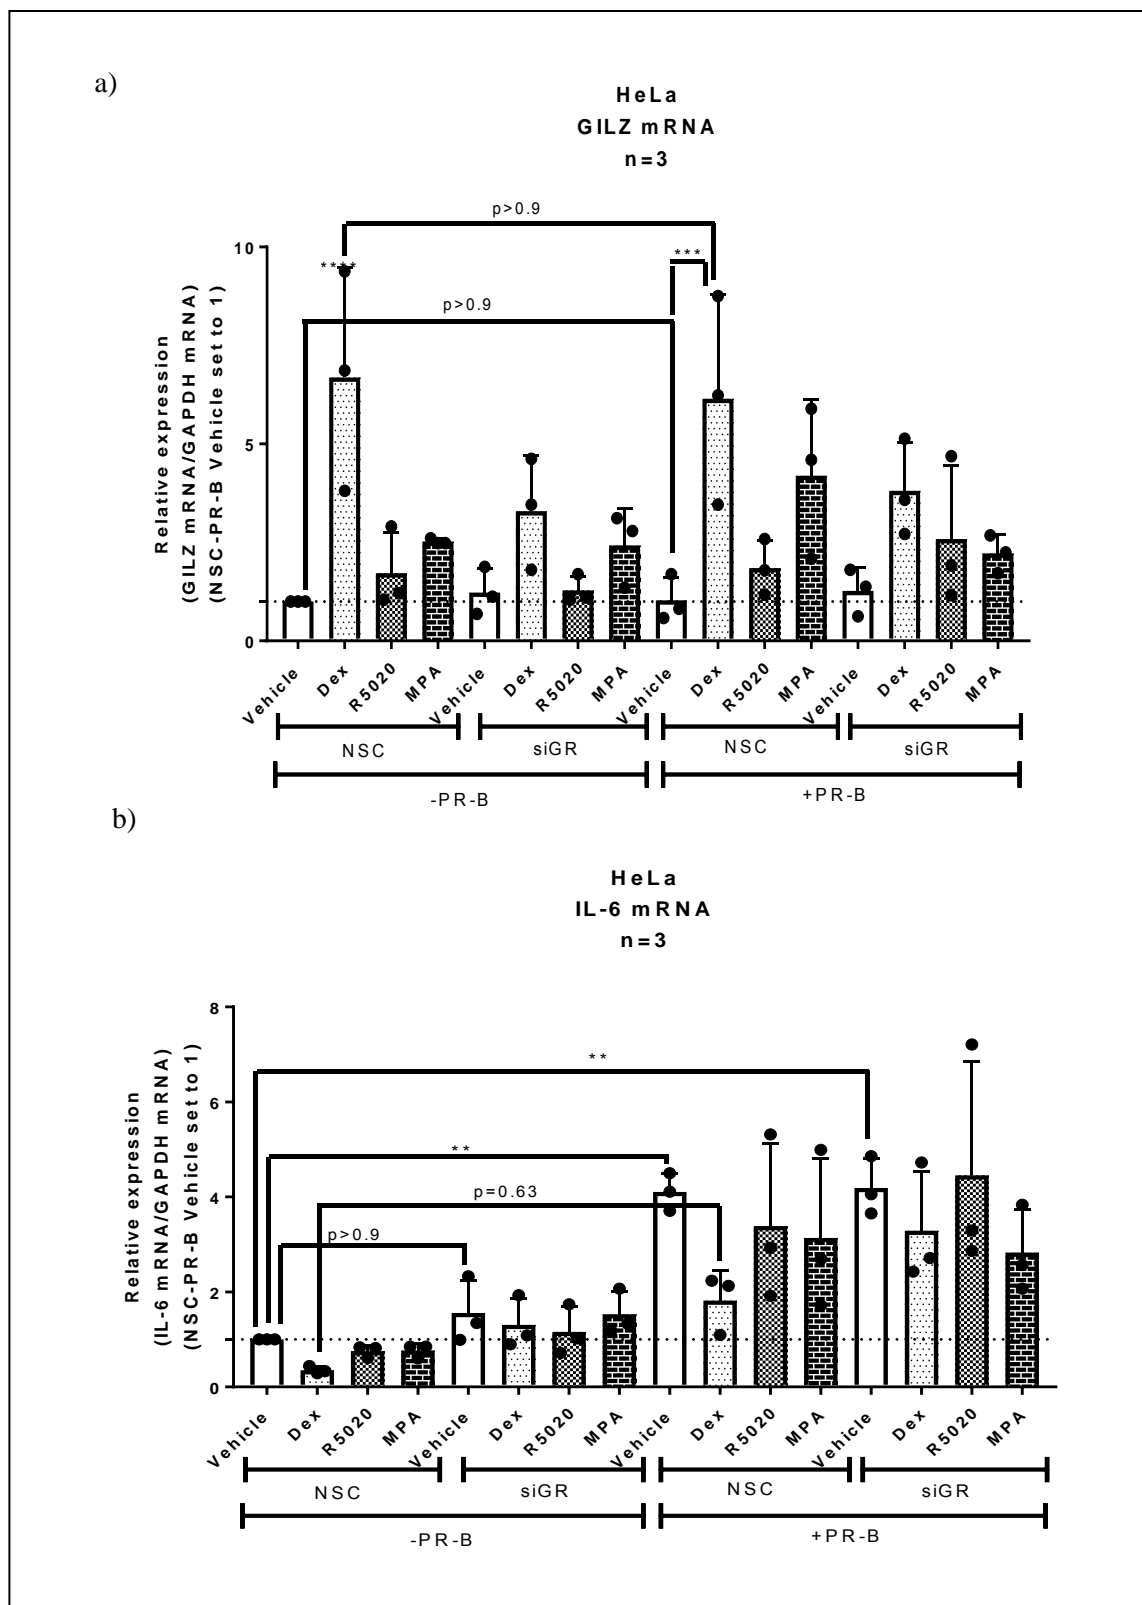 a)
HeLa
GILZ mRNA
n=3
Relative expression
(GILZ mRNA/GAPDH mRNA)
(NSC-PR-B Vehicle set to 1)
p>0.9
****
***
p>0.9
10
5
0
Vehicle Dex R5020 MPA Vehicle Dex R5020 MPA Vehicle Dex R5020 MPA Vehicle Dex R5020 MPA
NSC siGR NSC siGR
-PR-B +PR-B
b)
HeLa
IL-6 mRNA
n=3
Relative expression
(IL-6 mRNA/GAPDH mRNA)
(NSC-PR-B Vehicle set to 1)
8
6
4
2
0
**
**
p=0.63
p>0.9
Vehicle Dex R5020 MPA Vehicle Dex R5020 MPA Vehicle Dex R5020 MPA Vehicle Dex R5020 MPA
NSC siGR NSC siGR
-PR-B +PR-B